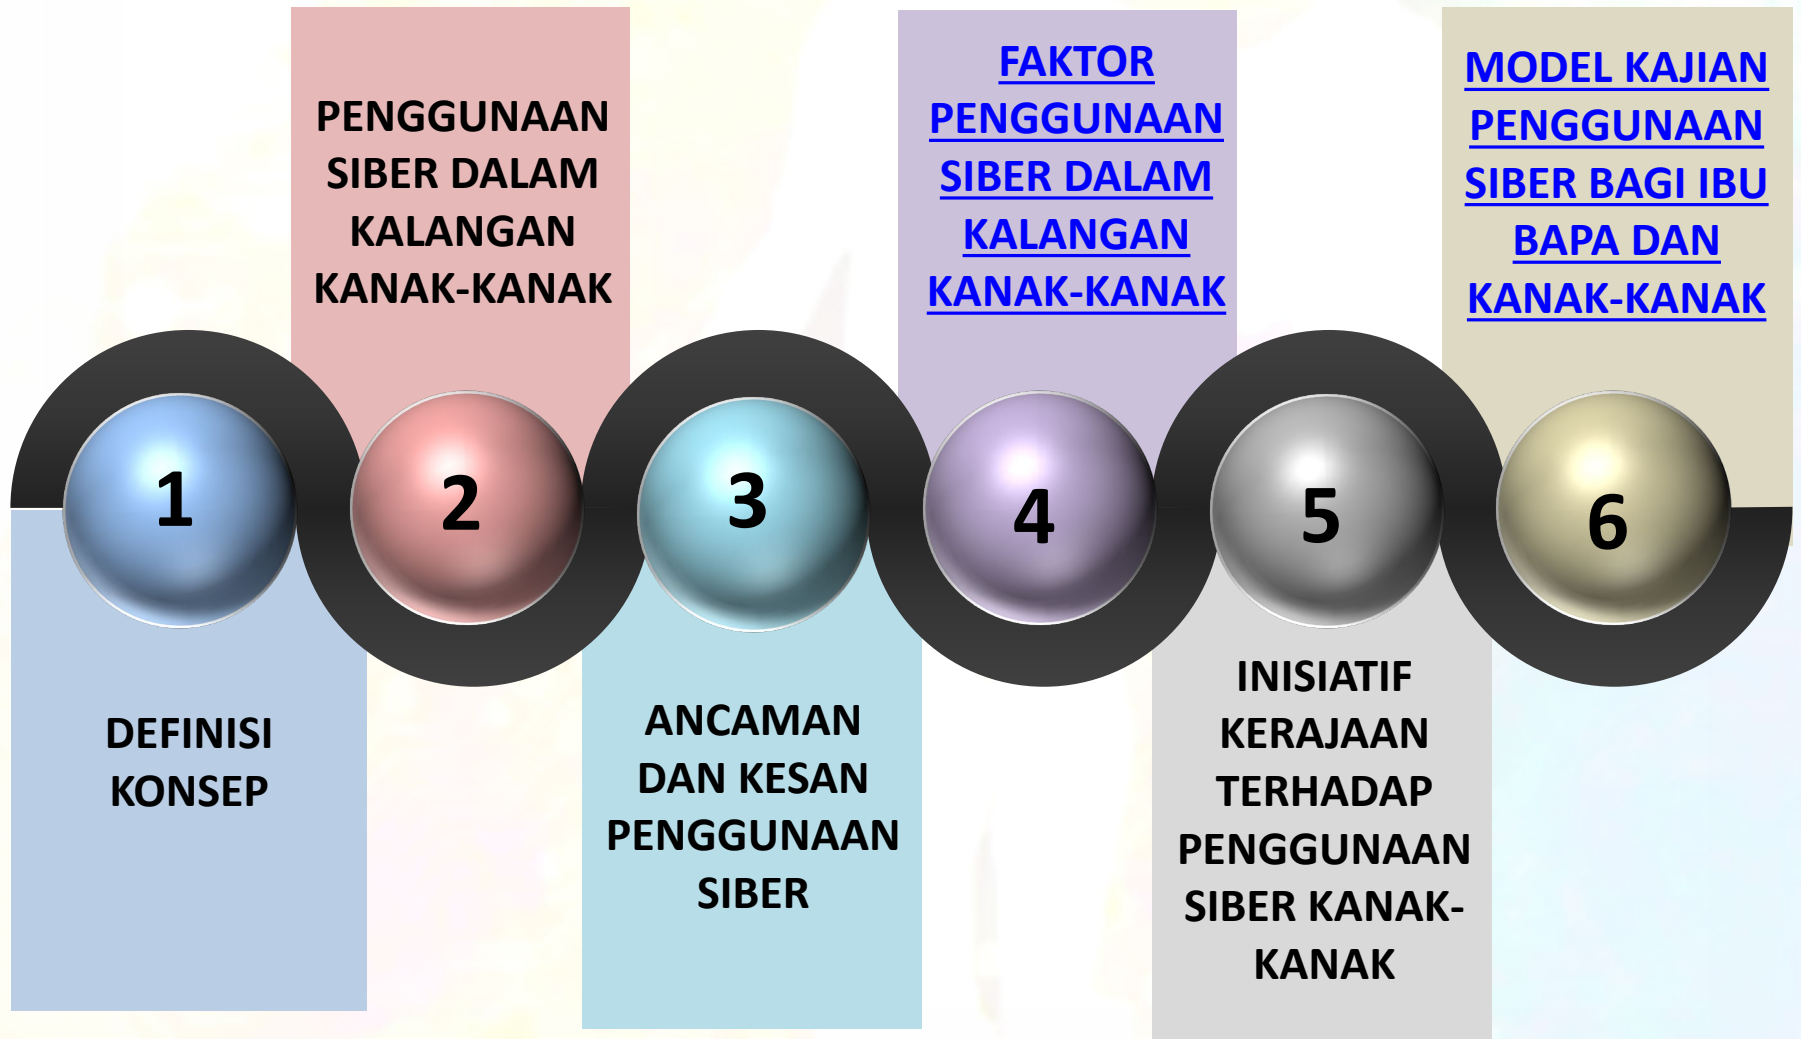 1
DEFINISI
KONSEP
2
PENGGUNAAN
SIBER DALAM
KALANGAN
KANAK-KANAK
3
ANCAMAN
DAN KESAN
PENGGUNAAN
SIBER
4
FAKTOR
PENGGUNAAN
SIBER DALAM
KALANGAN
KANAK-KANAK
5
INISIATIF
KERAJAAN
TERHADAP
PENGGUNAAN
SIBER KANAK-
KANAK
6
MODEL KAJIAN
PENGGUNAAN
SIBER BAGI IBU
BAPA DAN
KANAK-KANAK